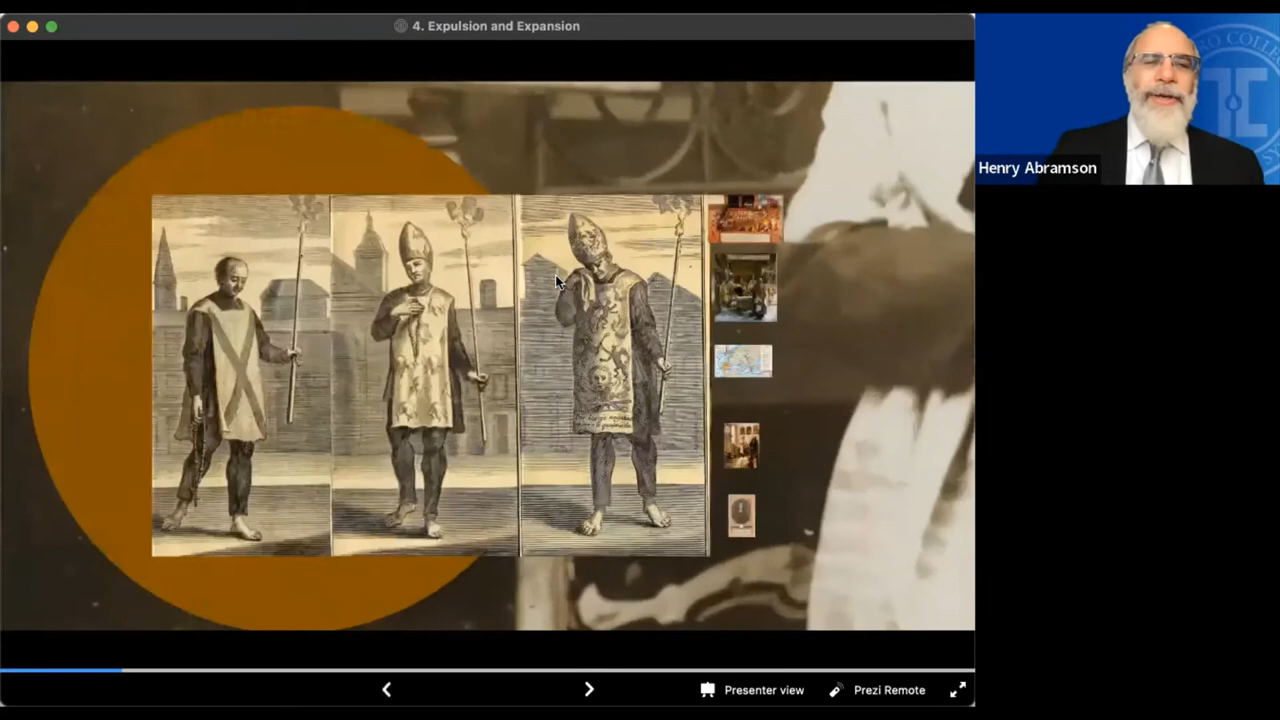 4. Expulsion and Expansion
Henry Abramson
Presenter view
Prezi Remote